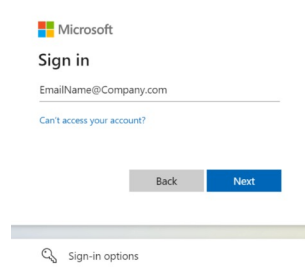 Microsoft
Sign in
EmailName@Company.com
Can't access your account?
Back Next
Sign-in options